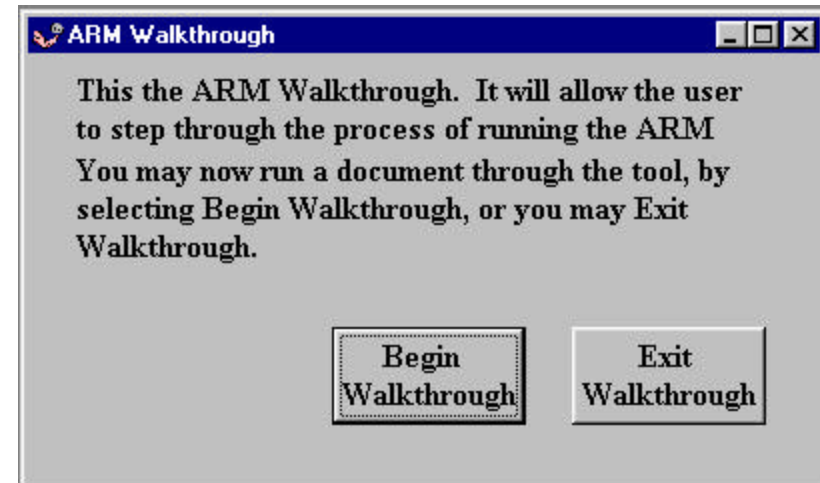 ARM Walkthrough
This the ARM Walkthrough. It will allow the user
to step through the process of running the ARM
You may now run a document through the tool, by
selecting Begin Walkthrough, or you may Exit
Walkthrough.
Begin
Walkthrough
Exit
Walkthrough